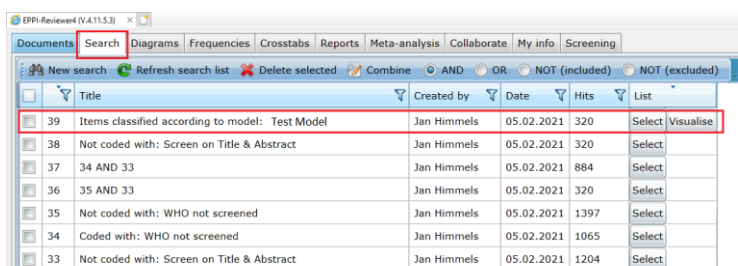 EPPI-Reviewer4 (V.4.11.5.3)
Documents Search Diagrams Frequencies Crosstabs Reports Meta-analysis Collaborate My info Screening
New search Refresh search list Delete selected Combine AND OR NOT (included) NOT (excluded)
Title Created by Date Hits List
39 Items classified according to model: Test Model Jan Himmels 05.02.2021 320 Select Visualise
38 Not coded with: Screen on Title & Abstract Jan Himmels 05.02.2021 320 Select
37 34 AND 33 Jan Himmels 05.02.2021 884 Select
36 35 AND 33 Jan Himmels 05.02.2021 320 Select
35 Not coded with: WHO not screened Jan Himmels 05.02.2021 1397 Select
34 Coded with: WHO not screened Jan Himmels 05.02.2021 1065 Select
33 Not coded with: Screen on Title & Abstract Jan Himmels 05.02.2021 1204 Select